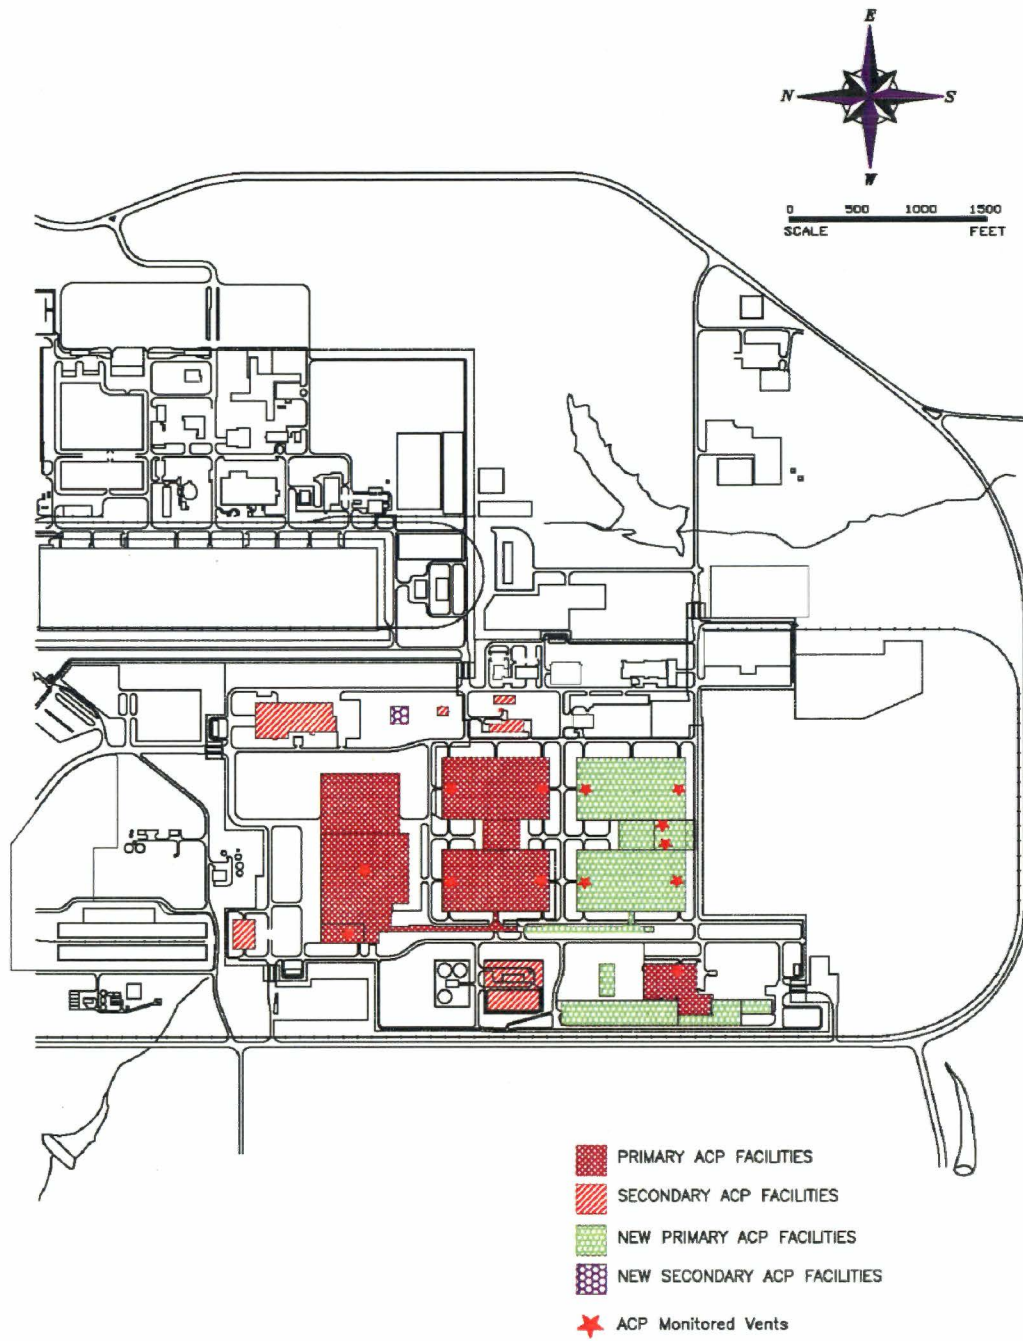 E
N S
W
0 500 1000 1500
SCALE FEET
PRIMARY ACP FACILITIES
SECONDARY ACP FACILITIES
NEW PRIMARY ACP FACILITIES
NEW SECONDARY ACP FACILITIES
ACP Monitored Vents